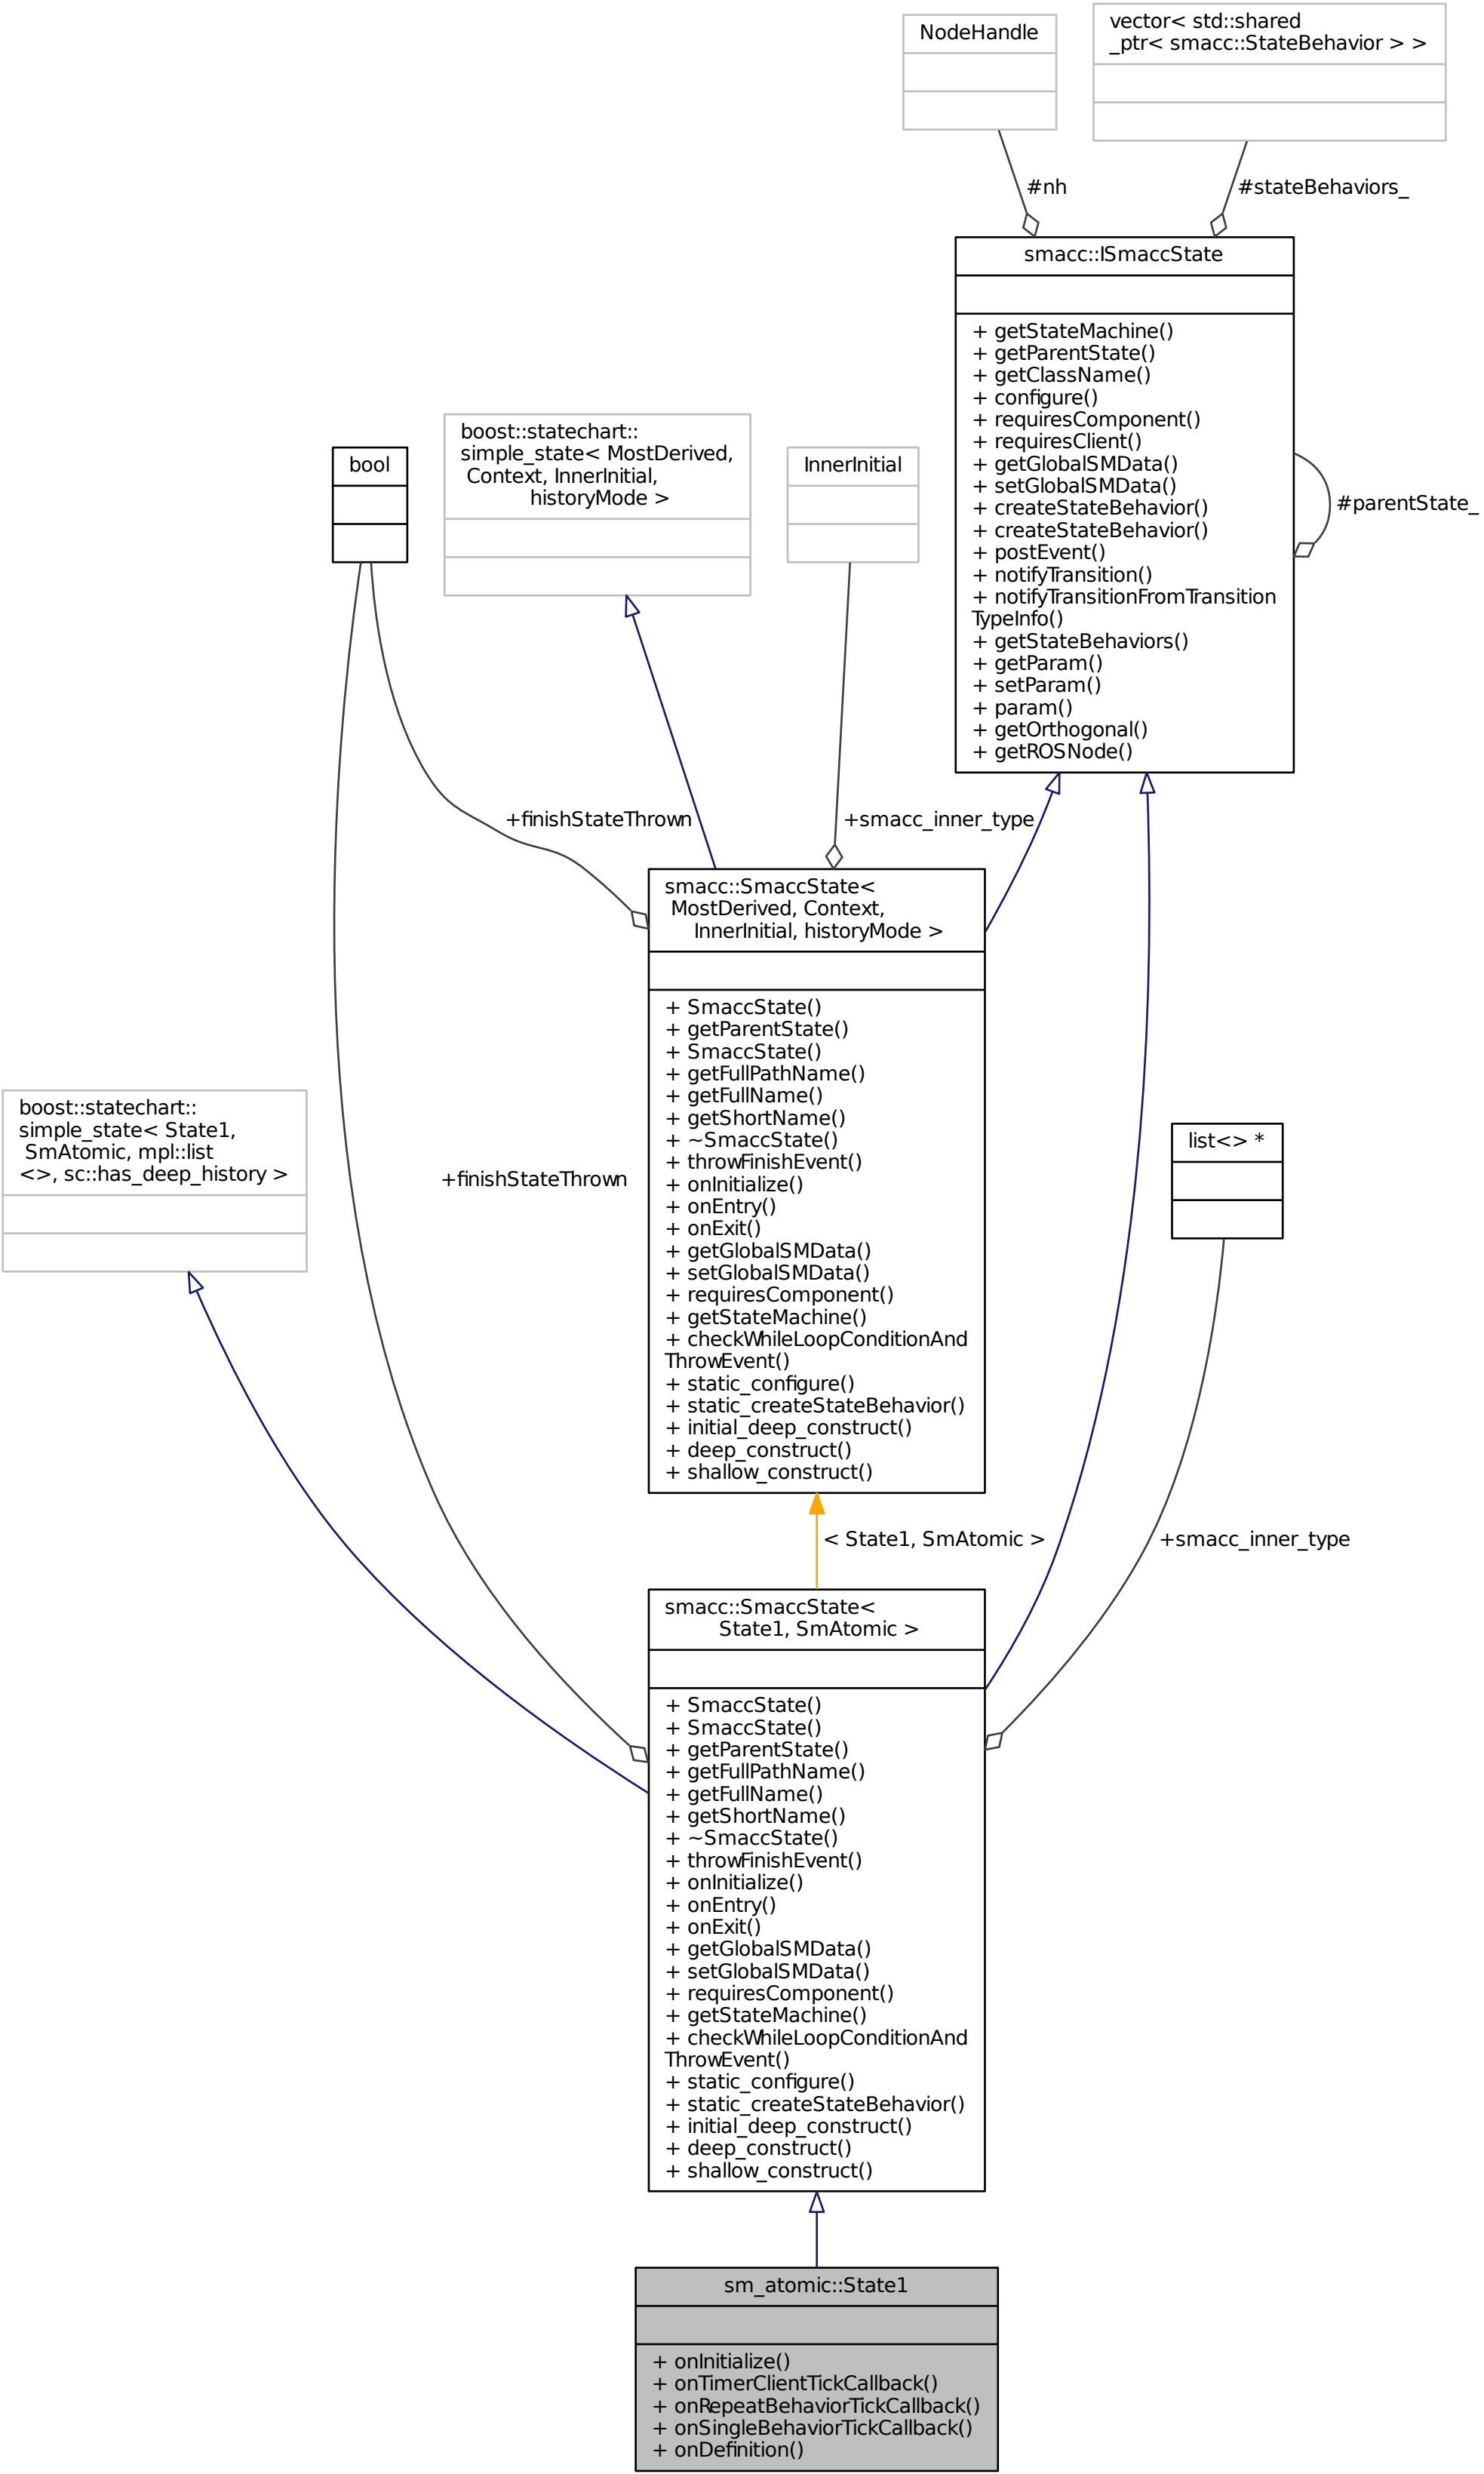 NodeHandle
vector< std::shared
_ptr< smacc::StateBehavior > >
#nh
#stateBehaviors_
smacc::ISmaccState
+ getStateMachine()
+ getParentState()
+ getClassName()
+ configure()
+ requiresComponent()
+ requiresClient()
+ getGlobalSMData()
+ setGlobalSMData()
+ createStateBehavior()
+ createStateBehavior()
+ postEvent()
+ notifyTransition()
+ notifyTransitionFromTransition
TypeInfo()
+ getStateBehaviors()
+ getParam()
+ setParam()
+ param()
+ getOrthogonal()
+ getROSNode()
#parentState_
bool
boost::statechart::
simple_state< MostDerived,
Context, InnerInitial,
historyMode >
InnerInitial
+finishStateThrown
+smacc_inner_type
smacc::SmaccState<
MostDerived, Context,
InnerInitial, historyMode >
+ SmaccState()
+ getParentState()
+ SmaccState()
+ getFullPathName()
+ getFullName()
+ getShortName()
+ ~SmaccState()
+ throwFinishEvent()
+ onInitialize()
+ onEntry()
+ onExit()
+ getGlobalSMData()
+ setGlobalSMData()
+ requiresComponent()
+ getStateMachine()
+ checkWhileLoopConditionAnd
ThrowEvent()
+ static_configure()
+ static_createStateBehavior()
+ initial_deep_construct()
+ deep_construct()
+ shallow_construct()
boost::statechart::
simple_state< State1,
SmAtomic, mpl::list
<>, sc::has_deep_history >
+finishStateThrown
list<> *
< State1, SmAtomic >
+smacc_inner_type
smacc::SmaccState<
State1, SmAtomic >
+ SmaccState()
+ SmaccState()
+ getParentState()
+ getFullPathName()
+ getFullName()
+ getShortName()
+ ~SmaccState()
+ throwFinishEvent()
+ onInitialize()
+ onEntry()
+ onExit()
+ getGlobalSMData()
+ setGlobalSMData()
+ requiresComponent()
+ getStateMachine()
+ checkWhileLoopConditionAnd
ThrowEvent()
+ static_configure()
+ static_createStateBehavior()
+ initial_deep_construct()
+ deep_construct()
+ shallow_construct()
sm_atomic::State1
+ onInitialize()
+ onTimerClientTickCallback()
+ onRepeatBehaviorTickCallback()
+ onSingleBehaviorTickCallback()
+ onDefinition()